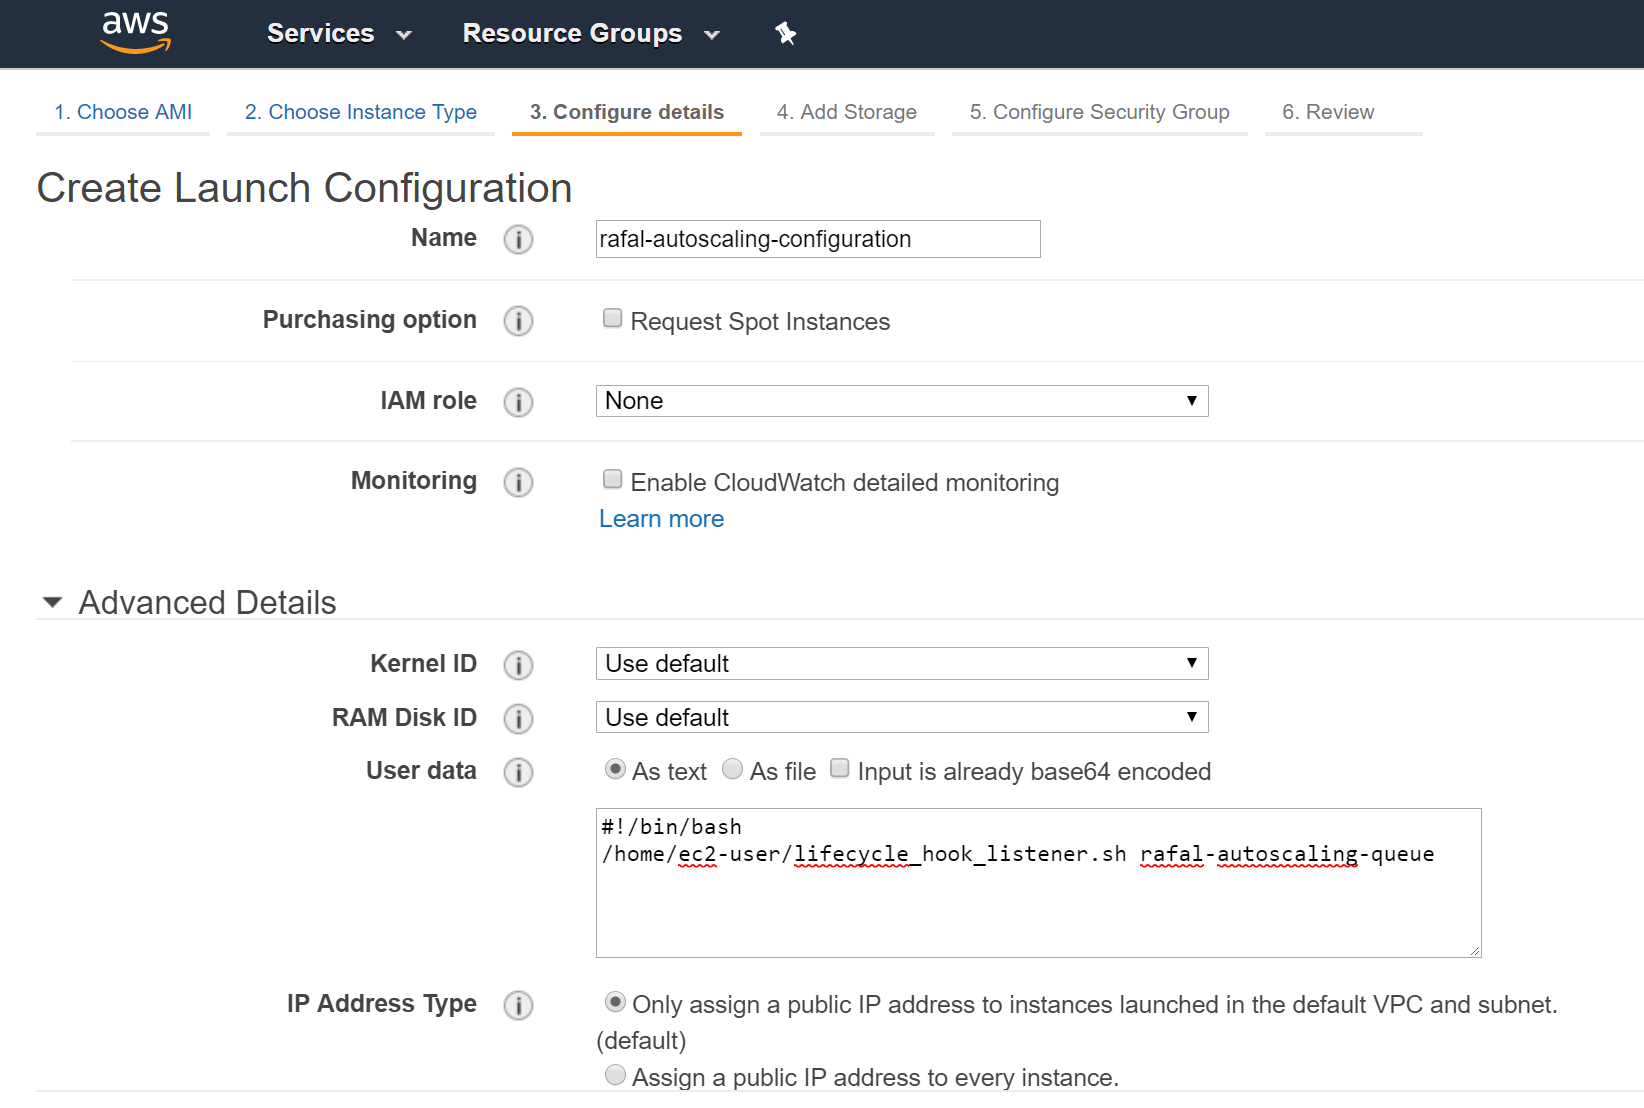 aws Services Resource Groups
1. Choose AMI 2. Choose Instance Type 3. Configure details 4. Add Storage 5. Configure Security Group 6. Review
Create Launch Configuration
Name rafal-autoscaling-configuration
Purchasing option Request Spot Instances
IAM role None
Monitoring Enable CloudWatch detailed monitoring
Learn more
Advanced Details
Kernel ID Use default
RAM Disk ID Use default
User data As text As file Input is already base64 encoded
#!/bin/bash
/home/ec2-user/lifecycle_hook_listener.sh rafal-autoscaling-queue
IP Address Type Only assign a public IP address to instances launched in the default VPC and subnet.
(default)
Assign a public IP address to every instance.